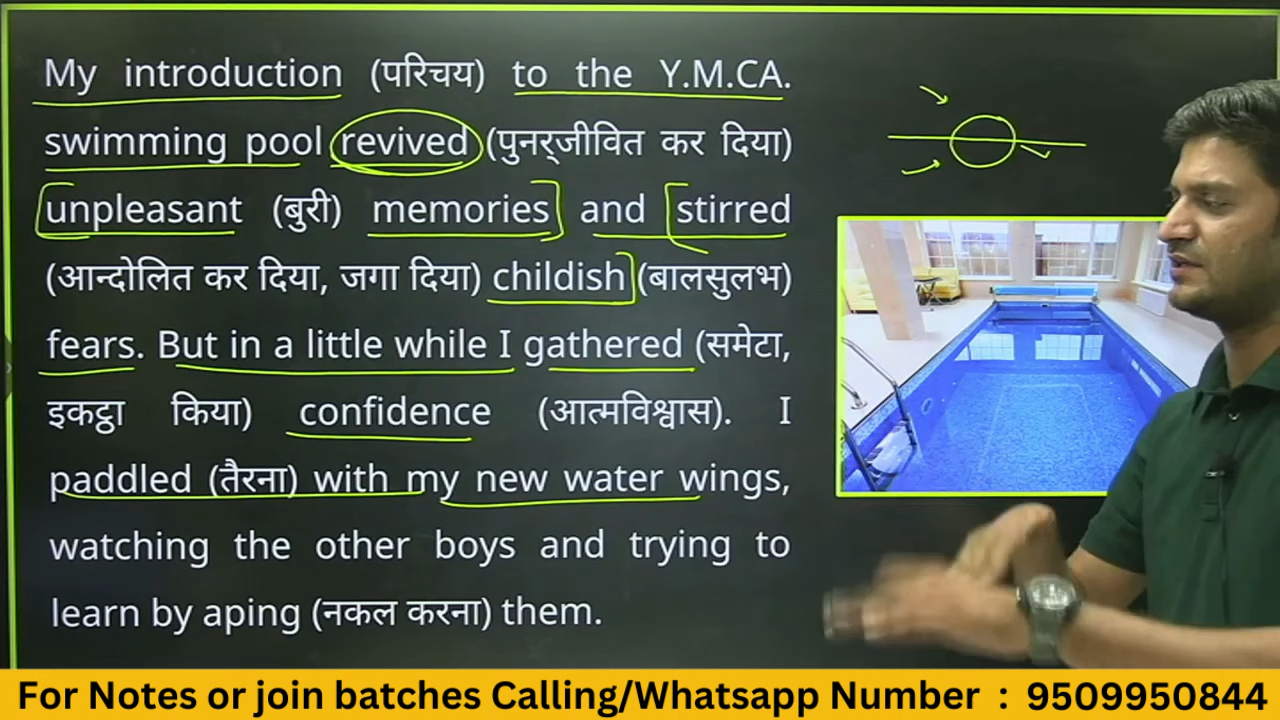 My introduction (परिचय) to the Y.M.CA.
swimming pool revived (पुनर्जीवित कर दिया)
unpleasant (बुरी) memories and stirred
(आन्दोलित कर दिया, जगा दिया) childish (बालसुलभ)
fears. But in a little while I gathered (समेटा,
इकट्ठा किया) confidence (आत्मविश्वास). I
paddled (तैरना) with my new water wings,
watching the other boys and trying to
learn by aping (नकल करना) them.
For Notes or join batches Calling/Whatsapp Number : 9509950844